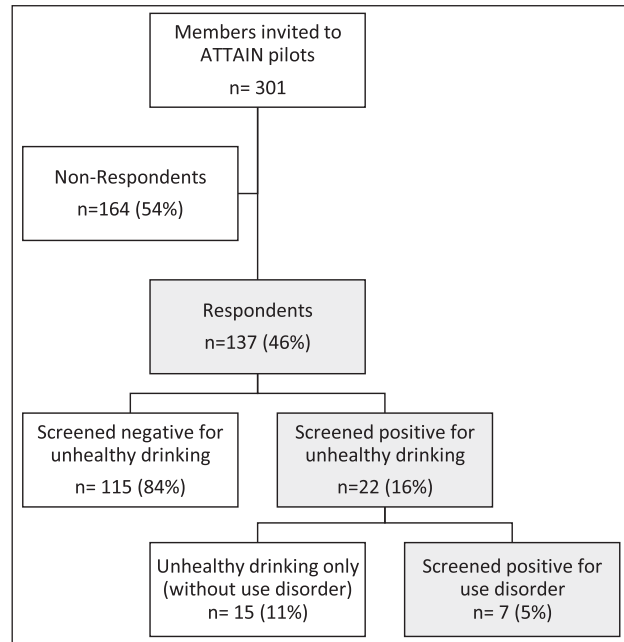 Members invited to
ATTAIN pilots
n= 301
Non-Respondents
n=164 (54%)
Respondents
n=137 (46%)
Screened negative for
unhealthy drinking
n= 115 (84%)
Screened positive for
unhealthy drinking
n=22 (16%)
Unhealthy drinking only
(without use disorder)
n= 15 (11%)
Screened positive for
use disorder
n= 7 (5%)